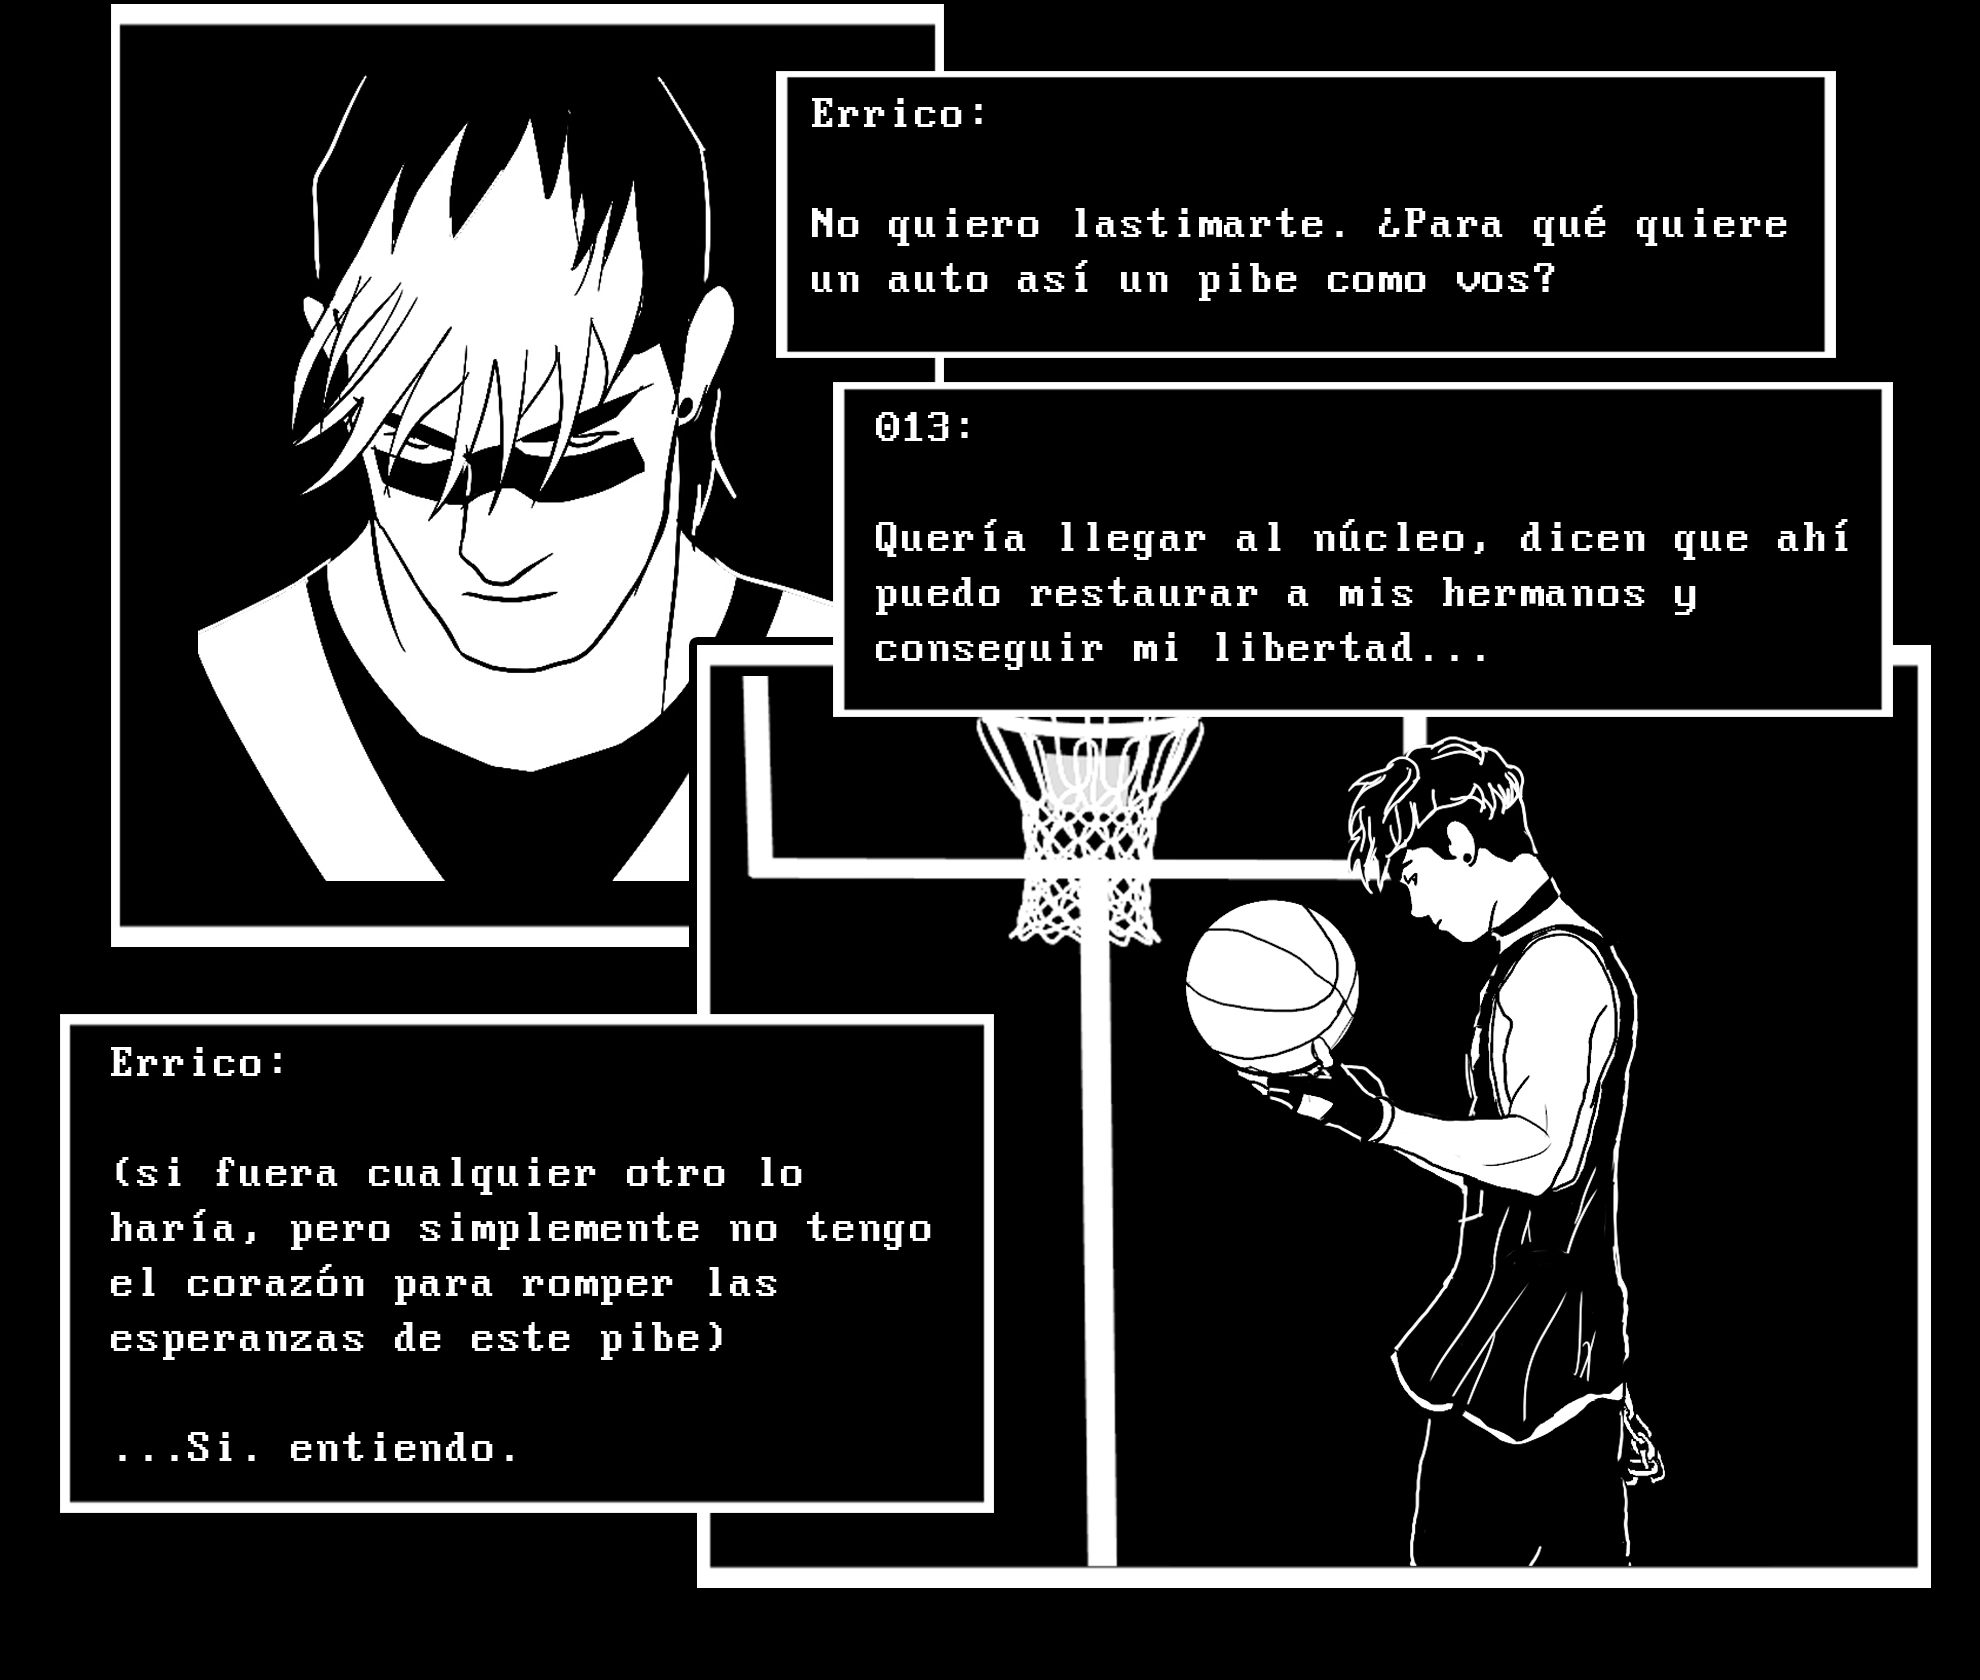 Errico:
No quiero lastimarte. ¿Para qué quiere
un auto así un pibe como vos?
013:
Quería llegar al núcleo, dicen que ahí
puedo restaurar a mis hermanos y
conseguir mi libertad...
Errico:
(si fuera cualquier otro lo
haría, pero simplemente no tengo
el corazón para romper las
esperanzas de este pibe)
...Si. entiendo.